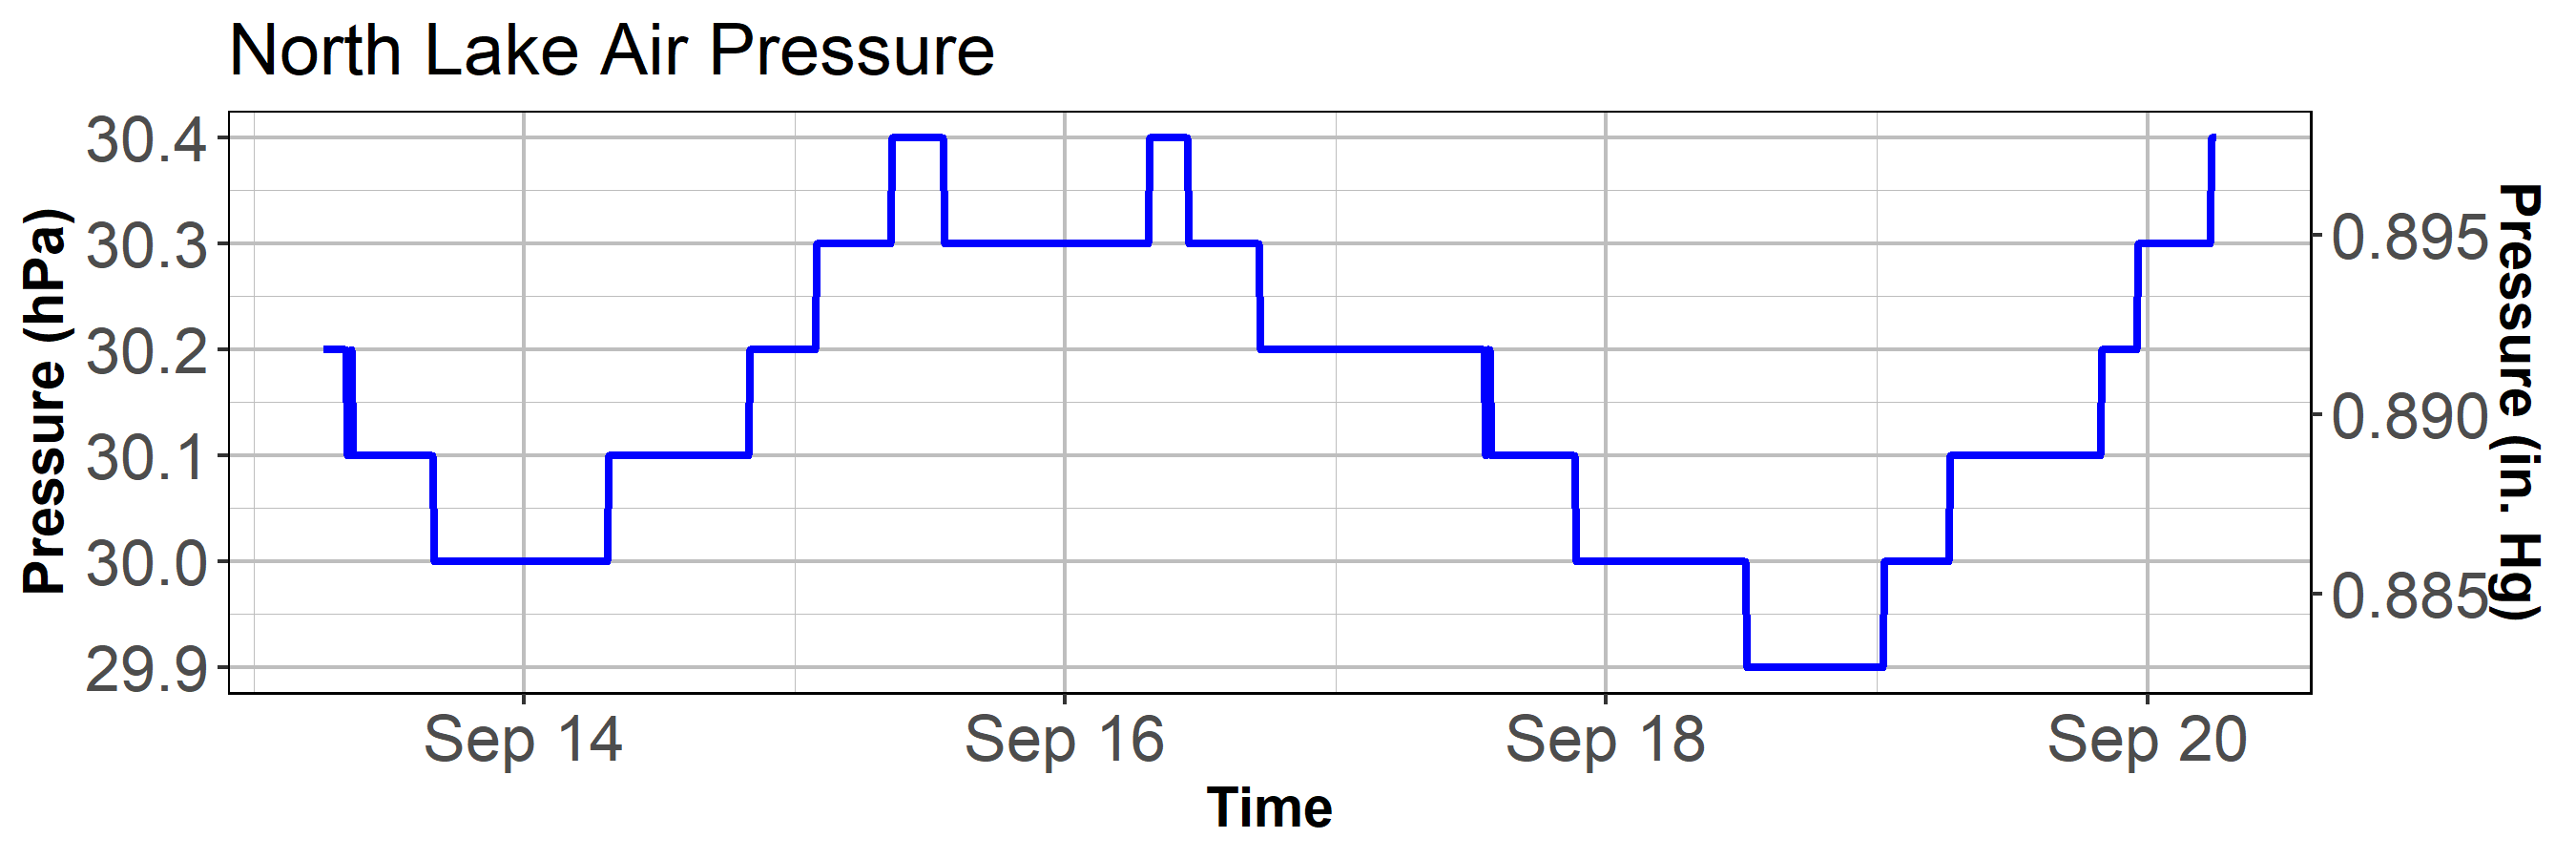 North Lake Air Pressure
Pressure (hPa)
30.4
30.3
30.2
30.1
30.0
29.9
0.895
0.890
0.885
Pressure (in. Hg)
Sep 14 Sep 16 Sep 18 Sep 20
Time